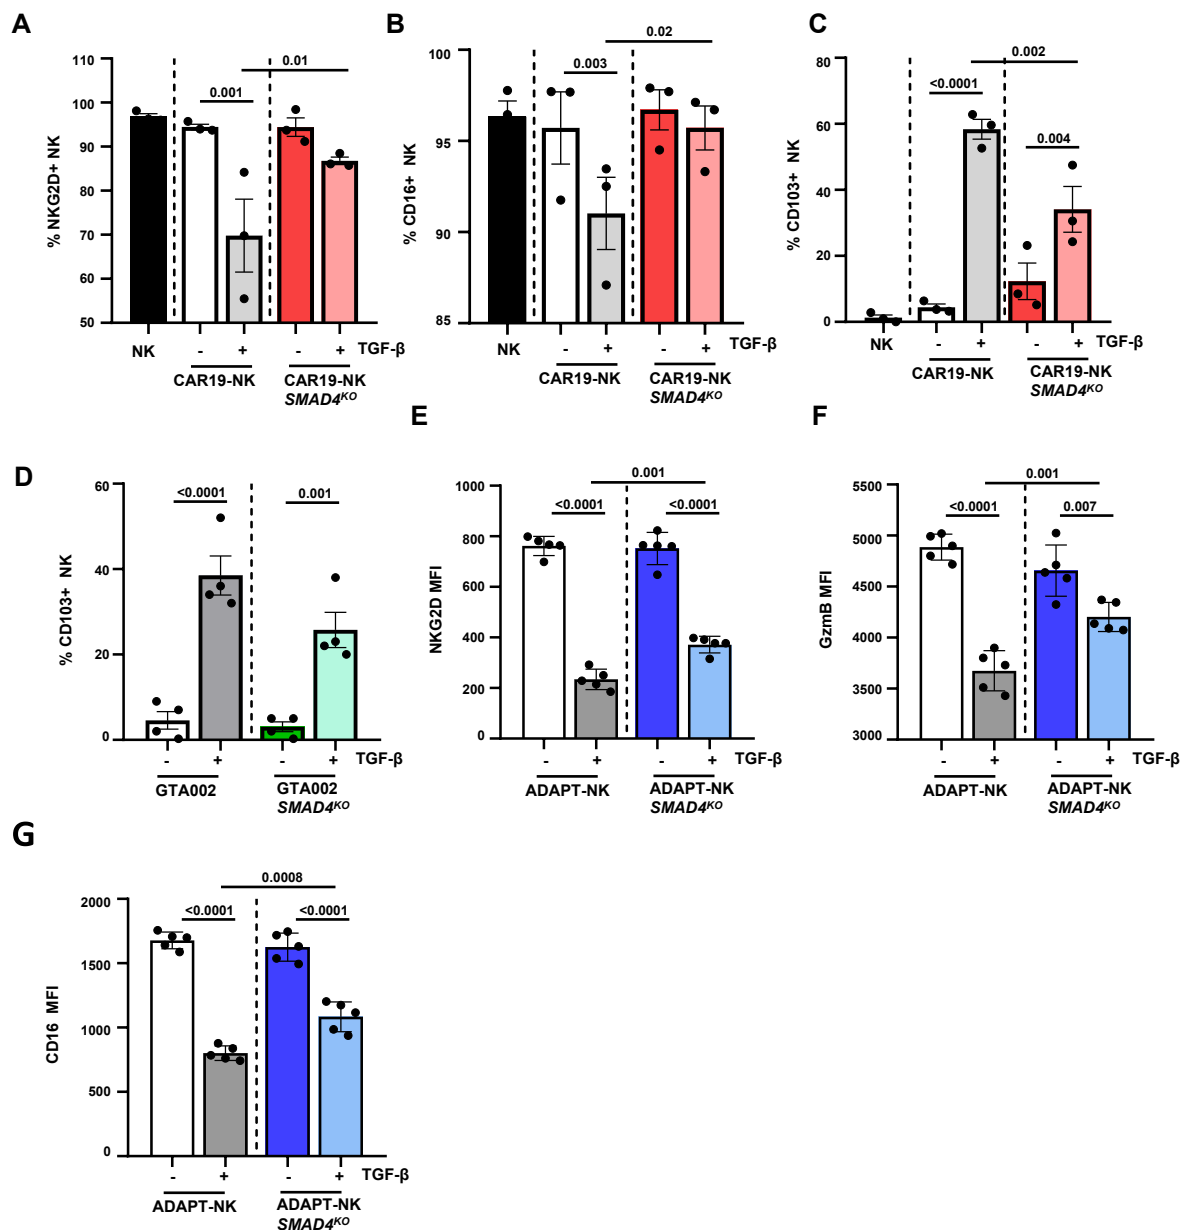 A
% NKG2D+ NK
110
100
90
80
70
60
50
0.001
0.01
NK
- + - + TGF-β
CAR19-NK
CAR19-NK
SMAD4KO
B
% CD16+ NK
100
95
90
85
0.003
0.02
NK
- + - + TGF-β
CAR19-NK
CAR19-NK
SMAD4KO
C
% CD103+ NK
80
60
40
20
0
<0.0001
0.002
0.004
NK
- + - + TGF-β
CAR19-NK
CAR19-NK
SMAD4KO
D
% CD103+ NK
60
40
20
0
<0.0001
0.001
- + - + TGF-β
GTA002
GTA002
SMAD4KO
E
NKG2D MFI
1000
800
600
400
200
0
0.001
<0.0001
<0.0001
- + - + TGF-β
ADAPT-NK
ADAPT-NK
SMAD4KO
F
GzmB MFI
5500
5000
4500
4000
3500
3000
0.001
<0.0001
0.007
- + - + TGF-β
ADAPT-NK
ADAPT-NK
SMAD4KO
G
CD16 MFI
2000
1500
1000
500
0
0.0008
<0.0001
<0.0001
- + - + TGF-β
ADAPT-NK
ADAPT-NK
SMAD4KO